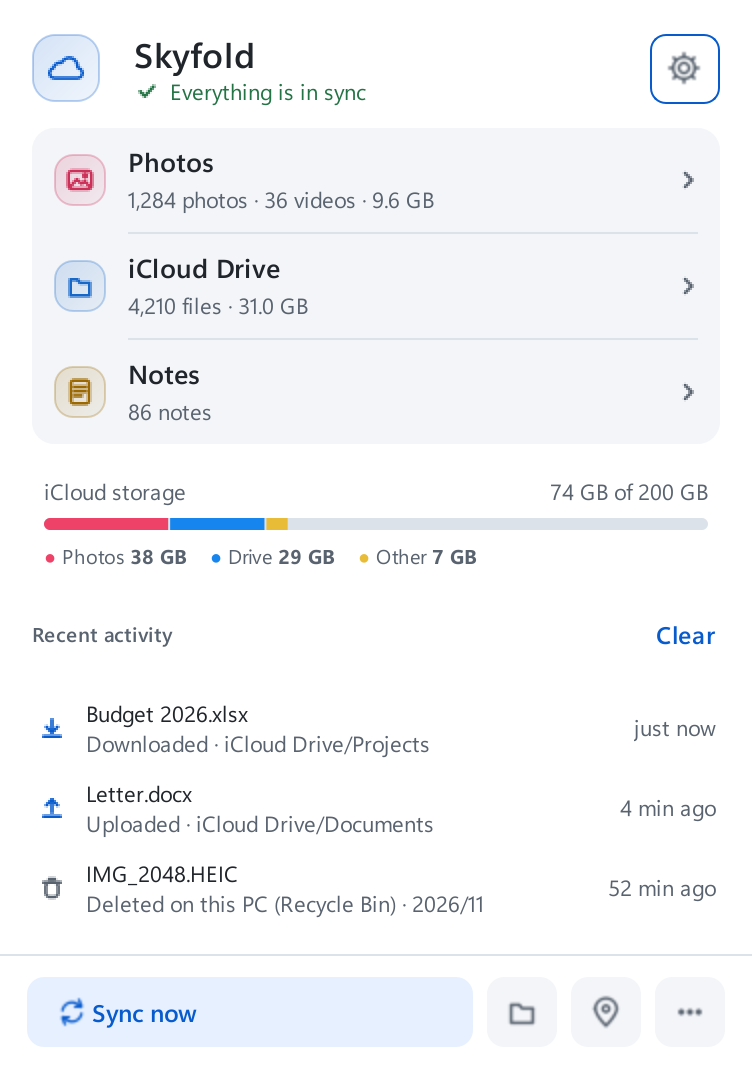 Skyfold
Everything is in sync
Photos
1,284 photos · 36 videos · 9.6 GB
iCloud Drive
4,210 files · 31.0 GB
Notes
86 notes
iCloud storage 74 GB of 200 GB
Photos 38 GB Drive 29 GB Other 7 GB
Recent activity Clear
Budget 2026.xlsx
Downloaded · iCloud Drive/Projects just now
Letter.docx
Uploaded · iCloud Drive/Documents 4 min ago
IMG_2048.HEIC
Deleted on this PC (Recycle Bin) · 2026/11 52 min ago
Sync now